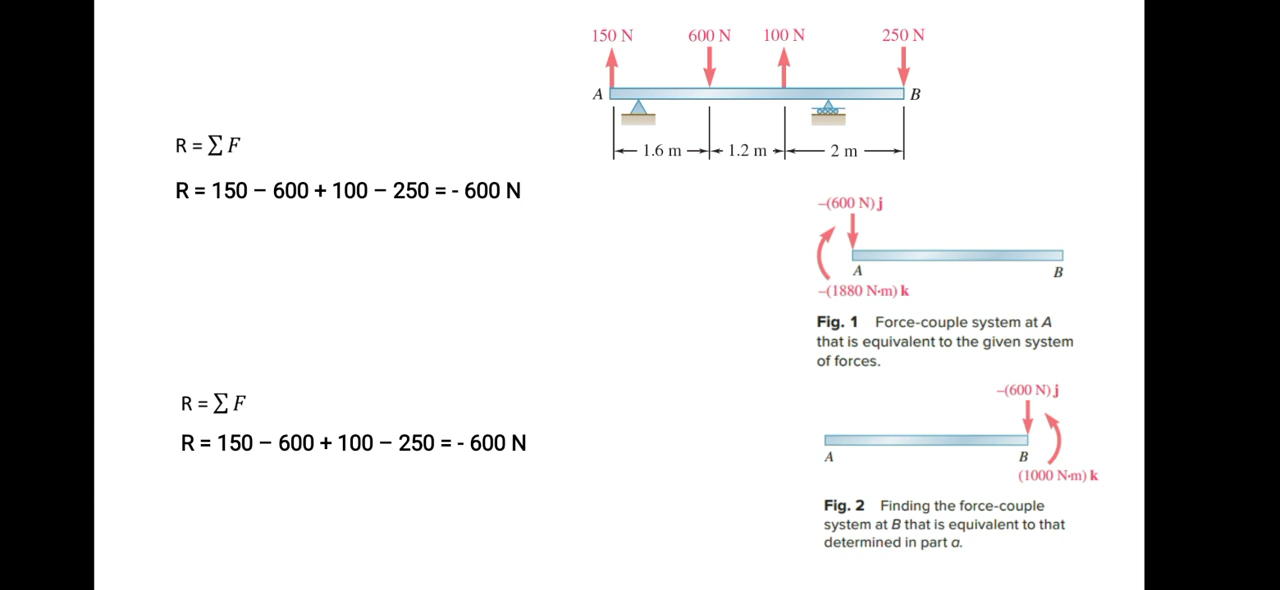 150 N 600 N 100 N 250 N
A B
1.6 m 1.2 m 2 m
R = ∑ F
R = 150 – 600 + 100 – 250 = - 600 N
–(600 N) j
A B
–(1880 N·m) k
Fig. 1 Force-couple system at A
that is equivalent to the given system
of forces.
R = ∑ F
R = 150 – 600 + 100 – 250 = - 600 N
–(600 N) j
A B
(1000 N·m) k
Fig. 2 Finding the force-couple
system at B that is equivalent to that
determined in part a.